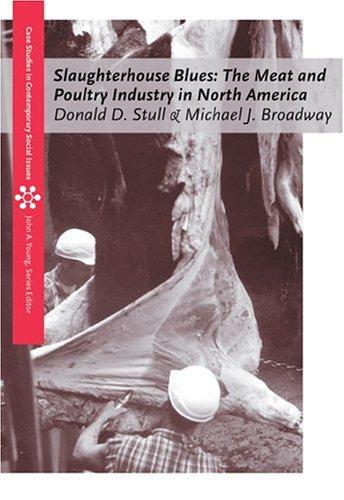 Case Studies in Contemporary Social Issues
John A. Young, Series Editor
Slaughterhouse Blues: The Meat and
Poultry Industry in North America
Donald D. Stull & Michael J. Broadway